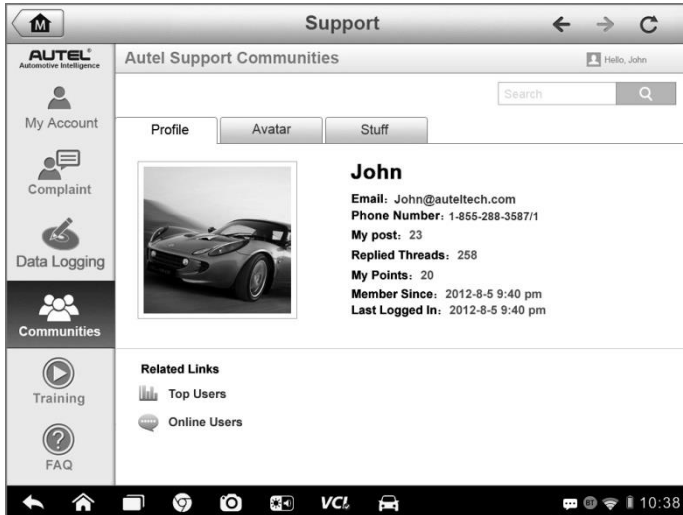 M
Support
AUTEL®
Automotive Intelligence
Autel Support Communities
Hello, John
Search
My Account
Complaint
Data Logging
Communities
Training
FAQ
Profile
Avatar
Stuff
John
Email: John@auteltech.com
Phone Number: 1-855-288-3587/1
My post: 23
Replied Threads: 258
My Points: 20
Member Since: 2012-8-5 9:40 pm
Last Logged In: 2012-8-5 9:40 pm
Related Links
Top Users
Online Users
VCI
BT
10:38